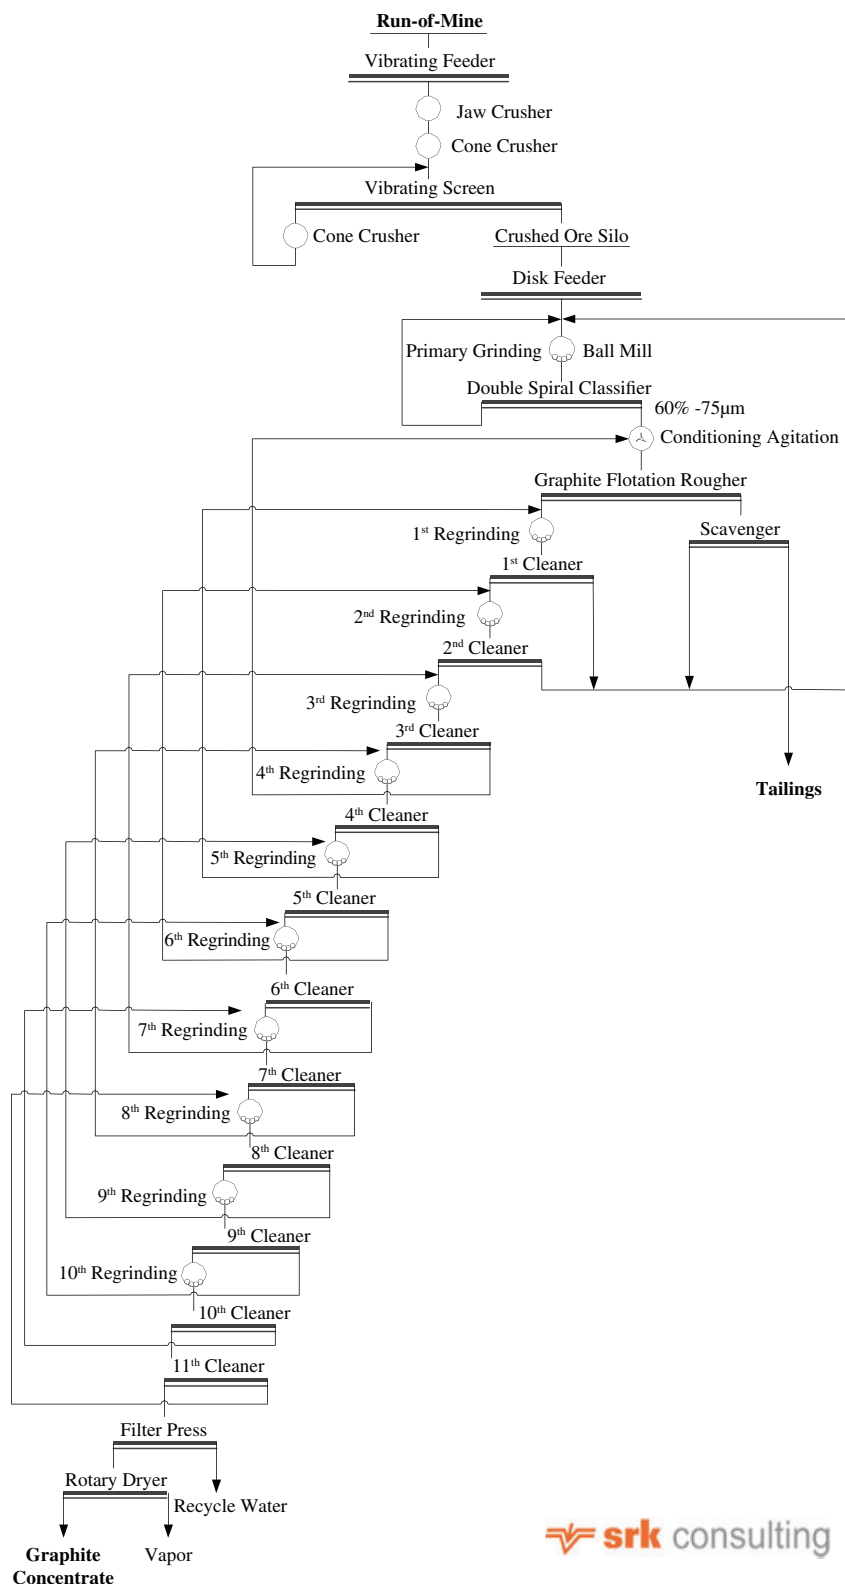 Run-of-Mine
Vibrating Feeder
Jaw Crusher
Cone Crusher
Vibrating Screen
Cone Crusher
Crushed Ore Silo
Disk Feeder
Primary Grinding
Ball Mill
Double Spiral Classifier
60% -75µm
Conditioning Agitation
Graphite Flotation Rougher
1st Regrinding
Scavenger
1st Cleaner
2nd Regrinding
2nd Cleaner
3rd Regrinding
3rd Cleaner
4th Regrinding
Tailings
4th Cleaner
5th Regrinding
5th Cleaner
6th Regrinding
6th Cleaner
7th Regrinding
7th Cleaner
8th Regrinding
8th Cleaner
9th Regrinding
9th Cleaner
10th Regrinding
10th Cleaner
11th Cleaner
Filter Press
Rotary Dryer
Recycle Water
Graphite
Concentrate
Vapor
srk consulting